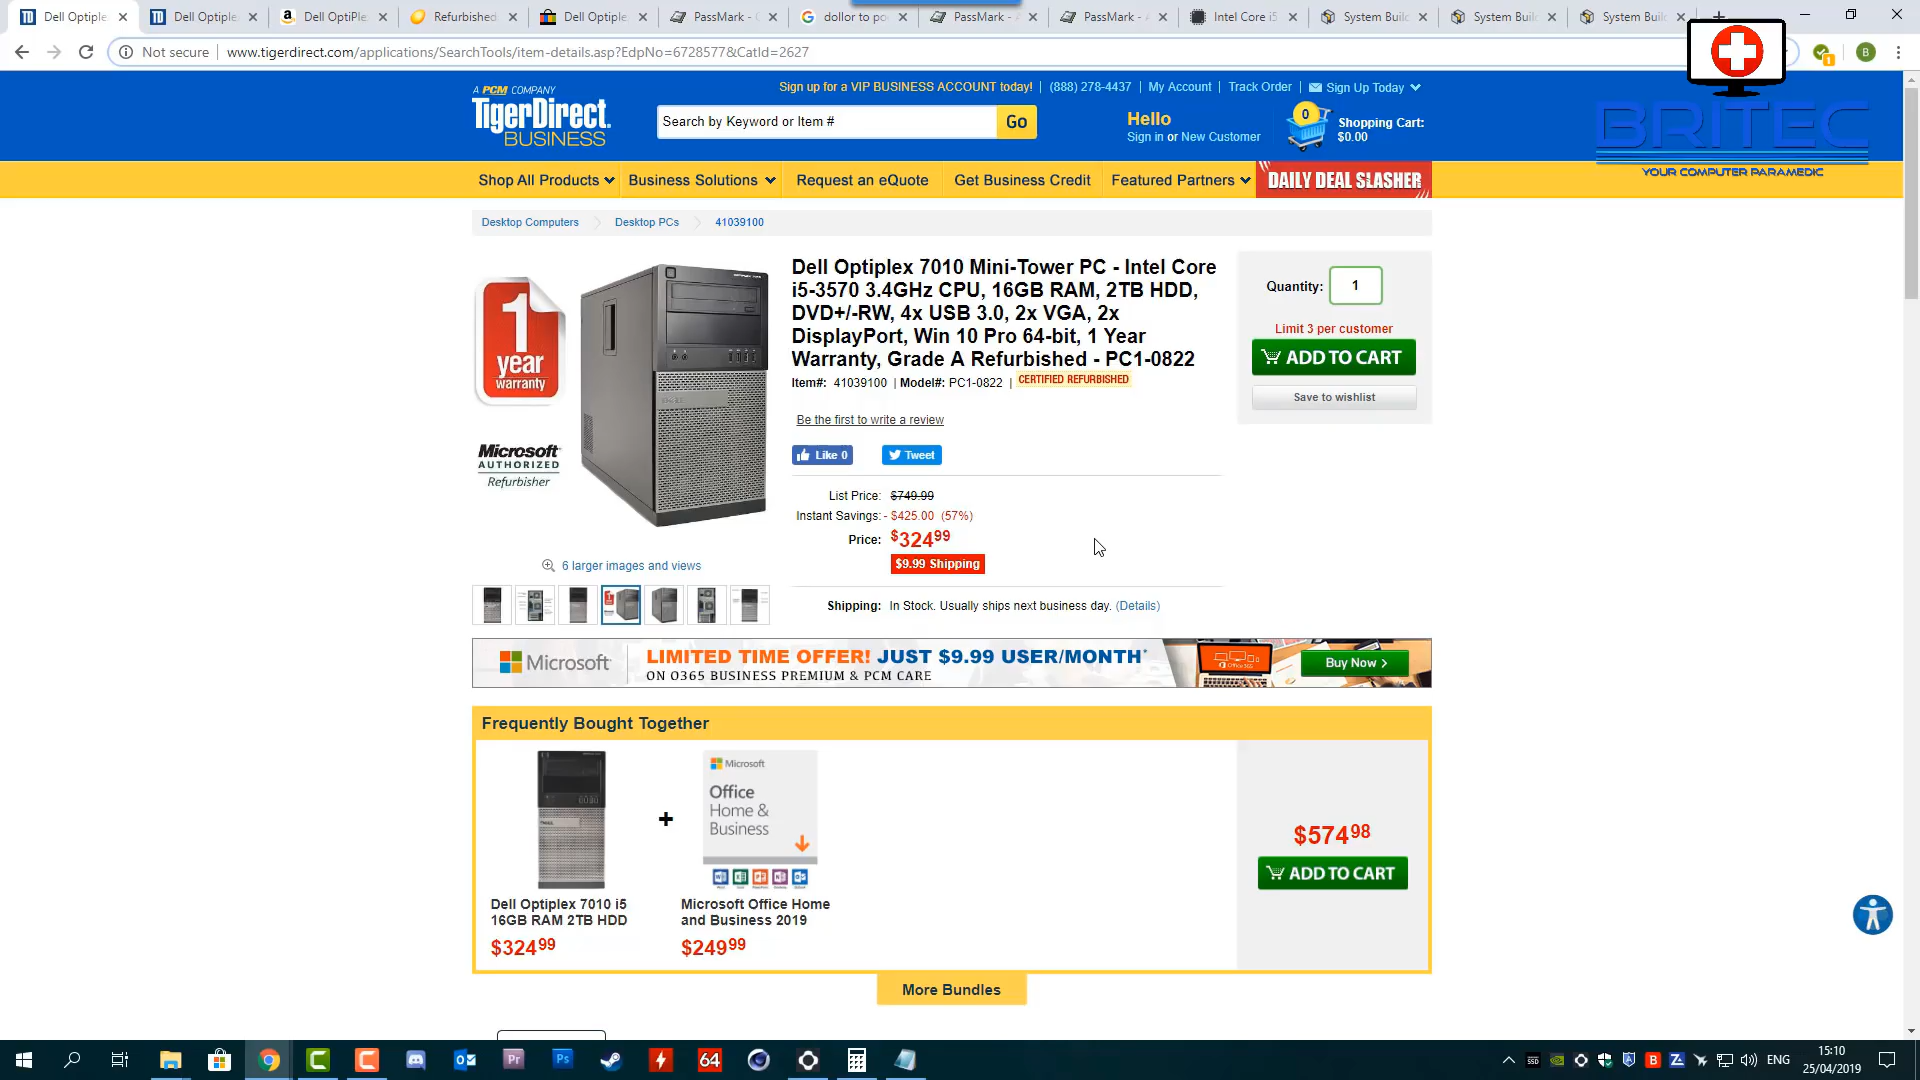 Dell Optiple
Dell Optiple
Dell OptiPle
Refurbished
Dell Optiple
PassMark - 
dollor to po
PassMark - A
PassMark - A
Intel Core i5
System Buil
System Buil
System Buil
Not secure
www.tigerdirect.com/applications/SearchTools/item-details.asp?EdpNo=6728577&CatId=2627
B
A PCM COMPANY
TigerDirect.
BUSINESS
Sign up for a VIP BUSINESS ACCOUNT today! | (888) 278-4437 | My Account | Track Order | Sign Up Today
Search by Keyword or Item #
Go
Hello
Sign in or New Customer
0
Shopping Cart:
$0.00
BRITEC
YOUR COMPUTER PARAMEDIC
Shop All Products
Business Solutions
Request an eQuote
Get Business Credit
Featured Partners
DAILY DEAL SLASHER
Desktop Computers
Desktop PCs
41039100
1
year
warranty
Microsoft
AUTHORIZED
Refurbisher
Dell Optiplex 7010 Mini-Tower PC - Intel Core
i5-3570 3.4GHz CPU, 16GB RAM, 2TB HDD,
DVD+/-RW, 4x USB 3.0, 2x VGA, 2x
DisplayPort, Win 10 Pro 64-bit, 1 Year
Warranty, Grade A Refurbished - PC1-0822
Item#: 41039100 | Model#: PC1-0822 | CERTIFIED REFURBISHED
Be the first to write a review
Like 0
Tweet
List Price: $749.99
Instant Savings: - $425.00 (57%)
Price: $324.99
$9.99 Shipping
Shipping: In Stock. Usually ships next business day. (Details)
Quantity: 1
Limit 3 per customer
ADD TO CART
Save to wishlist
6 larger images and views
Microsoft
LIMITED TIME OFFER! JUST $9.99 USER/MONTH*
ON O365 BUSINESS PREMIUM & PCM CARE
Buy Now >
Frequently Bought Together
Microsoft
Office
Home &
Business
+
Dell Optiplex 7010 i5
16GB RAM 2TB HDD
$324.99
Microsoft Office Home
and Business 2019
$249.99
$574.98
ADD TO CART
More Bundles
Pr
Ps
64
ENG
15:10
25/04/2019